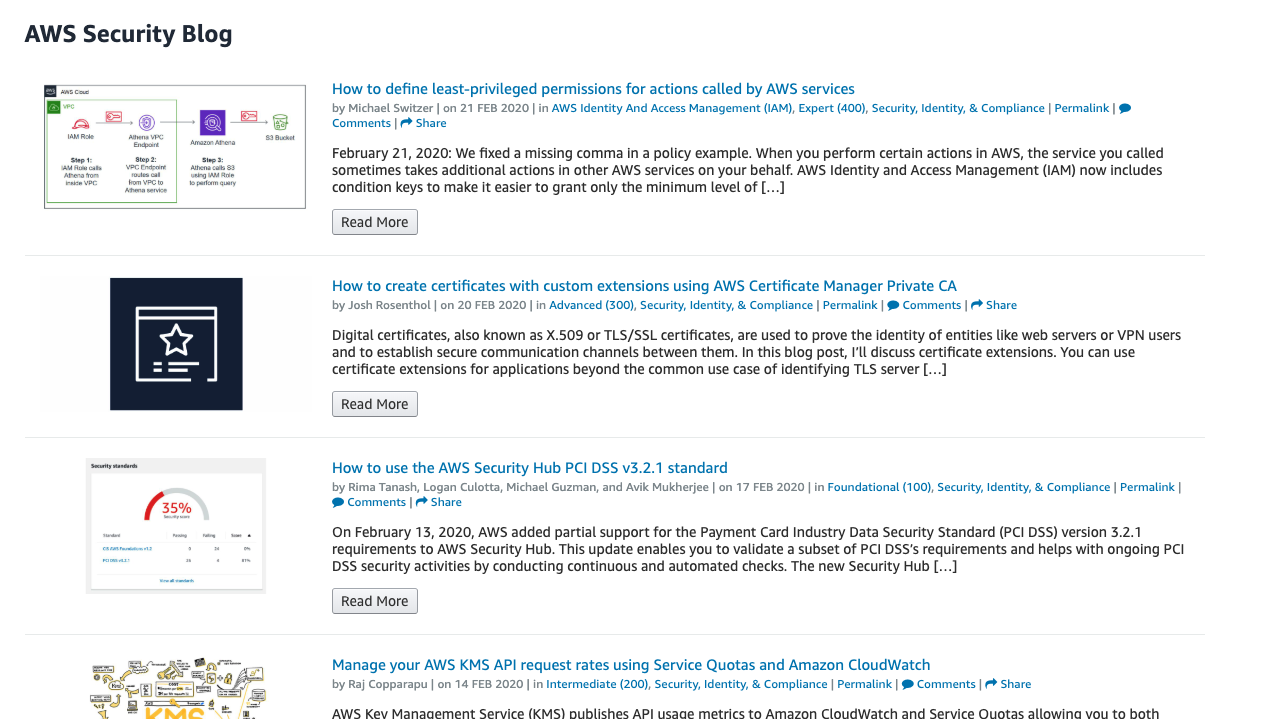 AWS Security Blog
AWS Cloud
VPC
IAM Role
Athena VPC
Endpoint
Amazon Athena
S3 Bucket
Step 1:
IAM Role calls
Athena from
inside VPC
Step 2:
VPC Endpoint
routes call
from VPC to
Athena service
Step 3:
Athena calls S3
using IAM Role
to perform query
How to define least-privileged permissions for actions called by AWS services
by Michael Switzer | on 21 FEB 2020 | in AWS Identity And Access Management (IAM), Expert (400), Security, Identity, & Compliance | Permalink |
Comments | Share
February 21, 2020: We fixed a missing comma in a policy example. When you perform certain actions in AWS, the service you called
sometimes takes additional actions in other AWS services on your behalf. AWS Identity and Access Management (IAM) now includes
condition keys to make it easier to grant only the minimum level of […]
Read More
How to create certificates with custom extensions using AWS Certificate Manager Private CA
by Josh Rosenthol | on 20 FEB 2020 | in Advanced (300), Security, Identity, & Compliance | Permalink | Comments | Share
Digital certificates, also known as X.509 or TLS/SSL certificates, are used to prove the identity of entities like web servers or VPN users
and to establish secure communication channels between them. In this blog post, I’ll discuss certificate extensions. You can use
certificate extensions for applications beyond the common use case of identifying TLS server […]
Read More
Security standards
35%
Security score
Standard Passing Failing Score
CIS AWS Foundations v1.2
PCI DSS v3.2.1
View all standards
How to use the AWS Security Hub PCI DSS v3.2.1 standard
by Rima Tanash, Logan Culotta, Michael Guzman, and Avik Mukherjee | on 17 FEB 2020 | in Foundational (100), Security, Identity, & Compliance | Permalink |
Comments | Share
On February 13, 2020, AWS added partial support for the Payment Card Industry Data Security Standard (PCI DSS) version 3.2.1
requirements to AWS Security Hub. This update enables you to validate a subset of PCI DSS’s requirements and helps with ongoing PCI
DSS security activities by conducting continuous and automated checks. The new Security Hub […]
Read More
KMS
Manage your AWS KMS API request rates using Service Quotas and Amazon CloudWatch
by Raj Copparapu | on 14 FEB 2020 | in Intermediate (200), Security, Identity, & Compliance | Permalink | Comments | Share
AWS Key Management Service (KMS) publishes API usage metrics to Amazon CloudWatch and Service Quotas allowing you to both